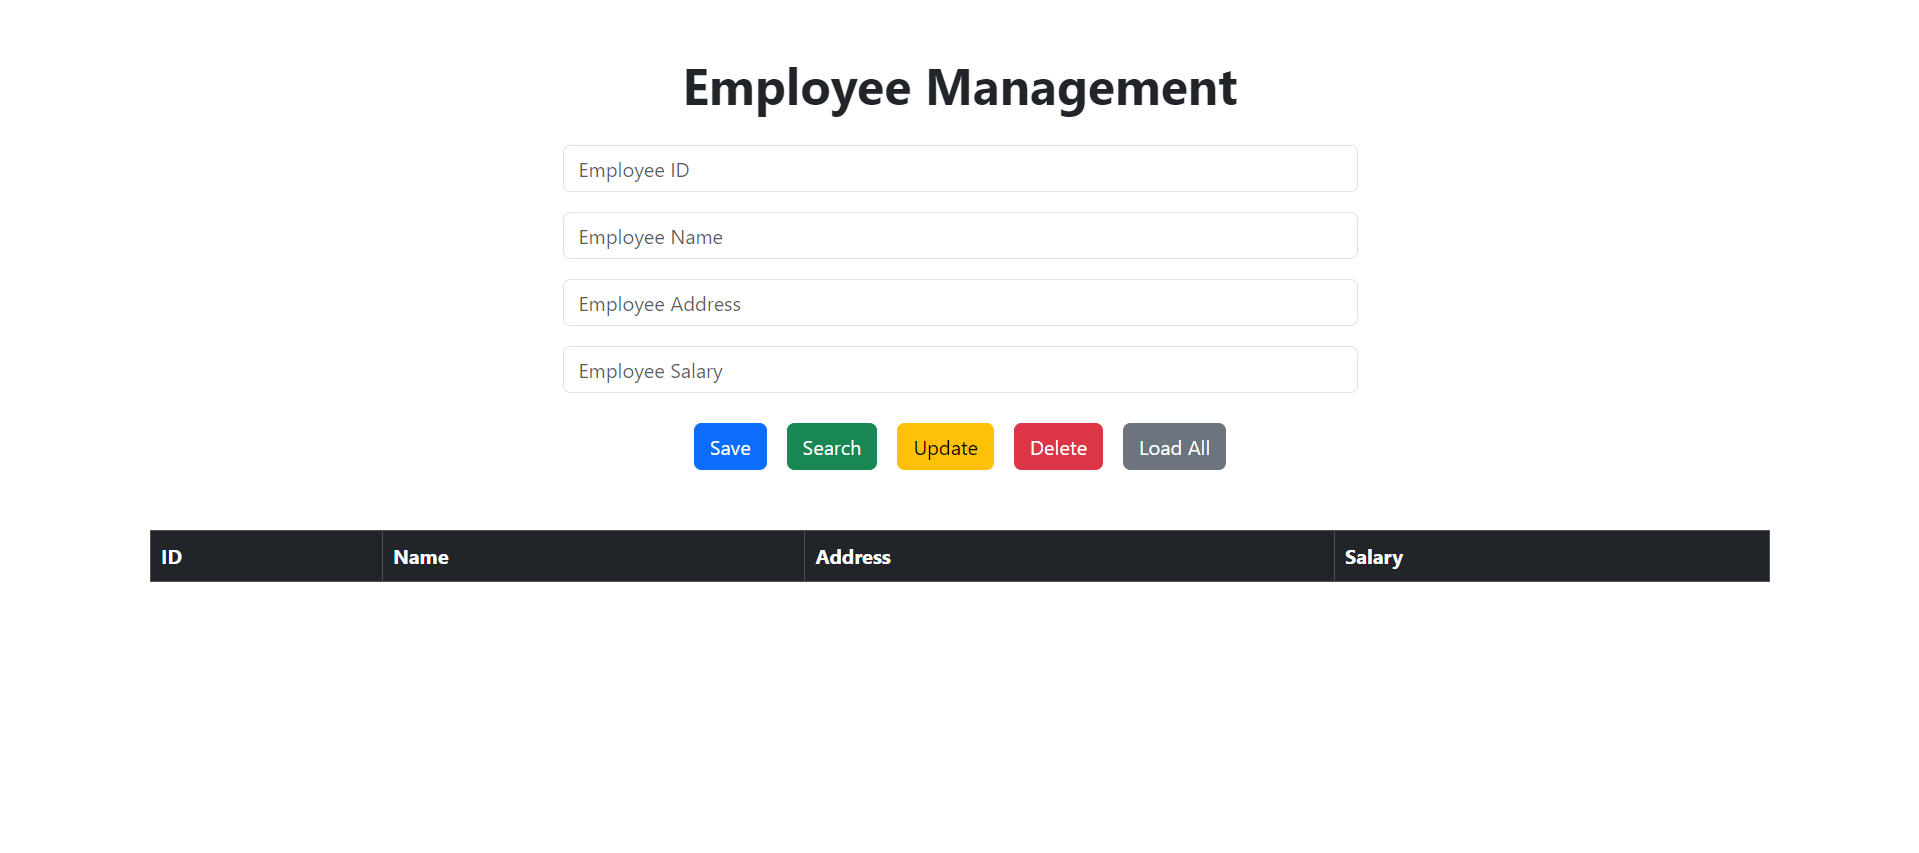 Employee Management
Employee ID
Employee Name
Employee Address
Employee Salary
Save Search Update Delete Load All
ID Name Address Salary